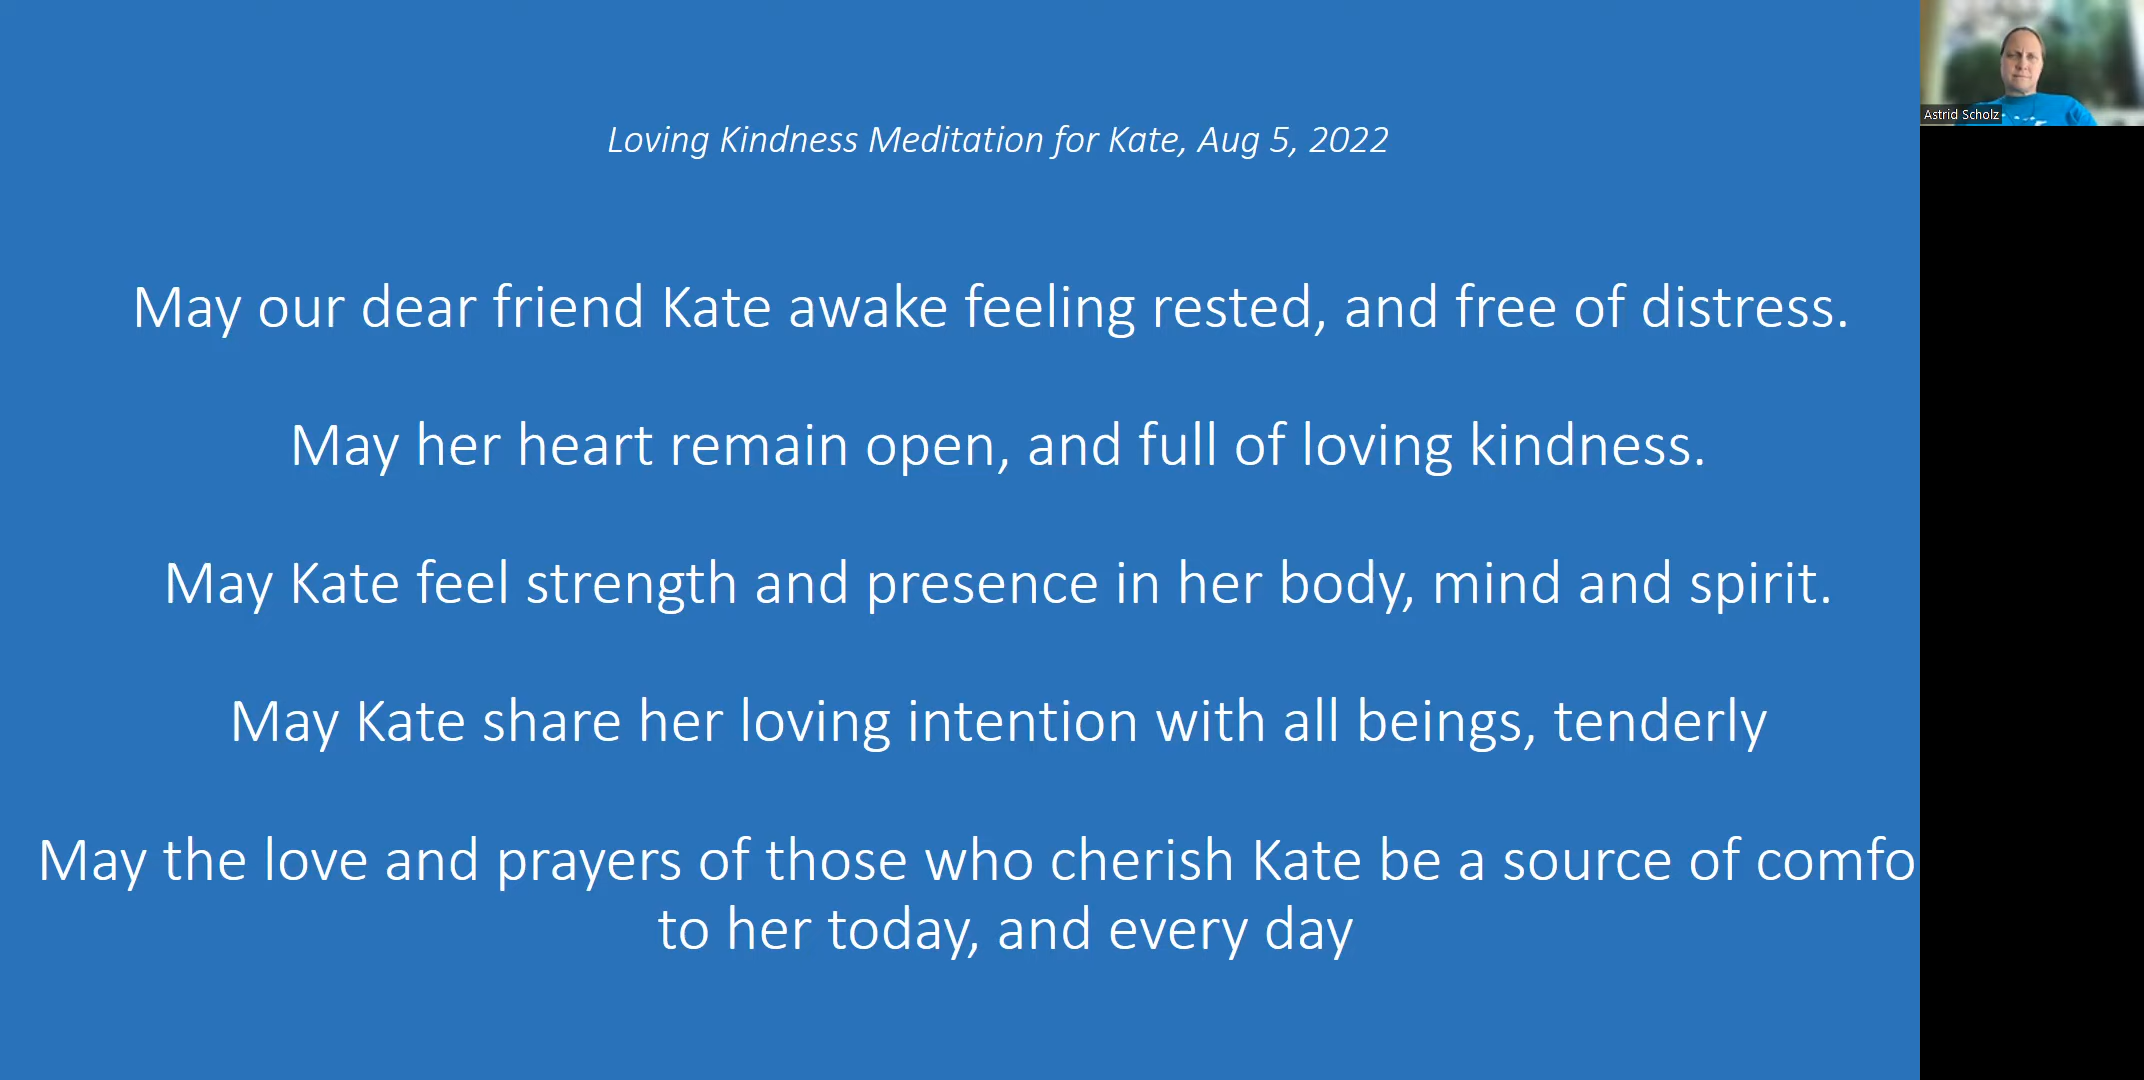 Loving Kindness Meditation for Kate, Aug 5, 2022
May our dear friend Kate awake feeling rested, and free of distress.
May her heart remain open, and full of loving kindness.
May Kate feel strength and presence in her body, mind and spirit.
May Kate share her loving intention with all beings, tenderly
May the love and prayers of those who cherish Kate be a source of comfo
to her today, and every day
Astrid Scholz